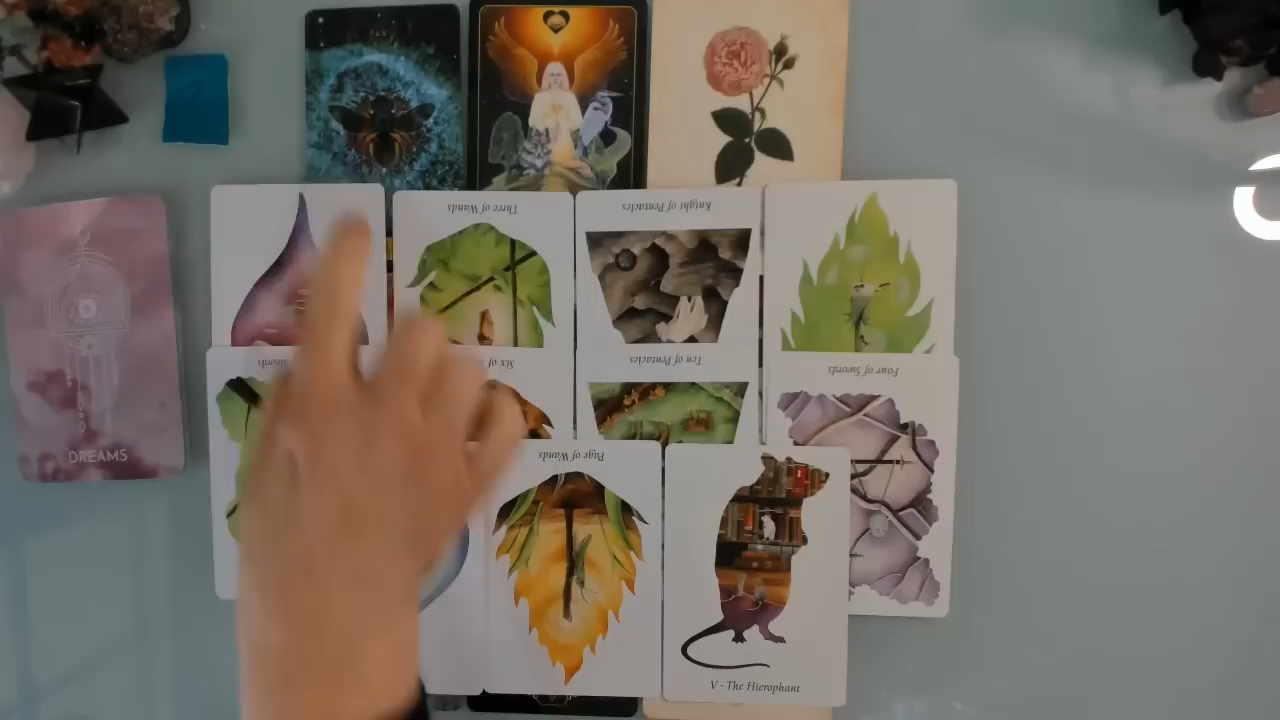 2
Three of Wands
Knight of Pentacles
Six of
Ten of Pentacles
Four of Swords
DREAMS
Page of Wands
V - The Hierophant